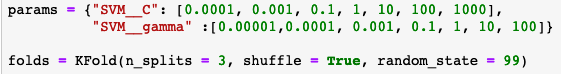 params = {"SVM__C": [0.0001, 0.001, 0.1, 1, 10, 100, 1000],
"SVM__gamma" :[0.00001,0.0001, 0.001, 0.1, 1, 10, 100]}
folds = KFold(n_splits = 3, shuffle = True, random_state = 99)